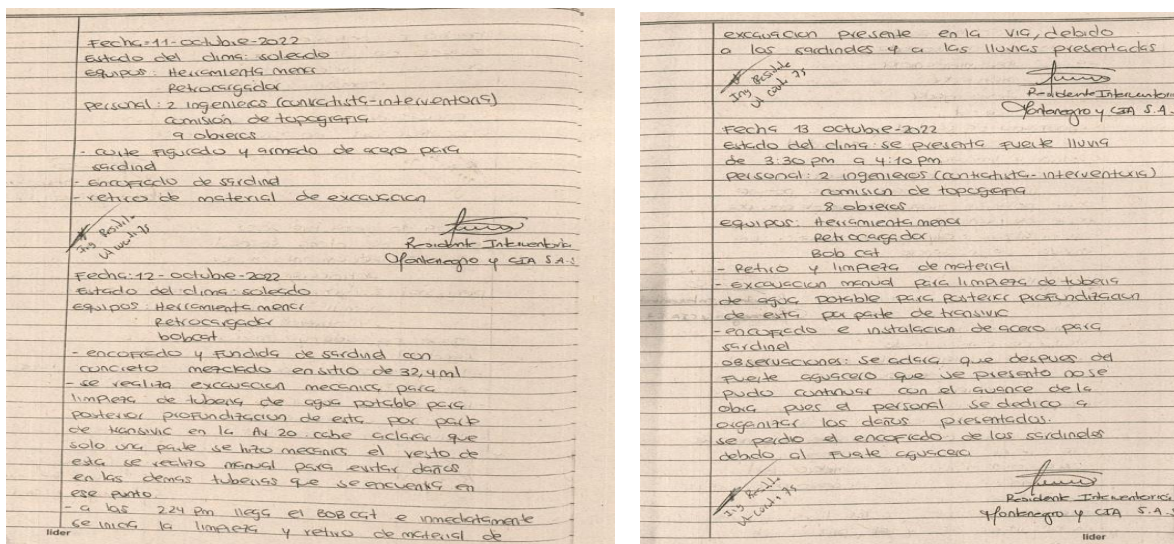 Fecha: 11-octubre-2022
Estado del clima: soleado
equipos: Herramienta menor
Retrocargador
personal: 2 ingenieros (contratista-interventoria)
comisión de topografia
9 obreros
- corte figurado y armado de acero para
sardinel
- encofrado de sardinel
- retiro de material de excavacion
Ing Residente
Residente Interventoria
Montenegro y CIA S.A.S
Fecha: 12-octubre-2022
Estado del clima: soleado
equipos: Herramienta menor
Retrocargador
bobcat
- encofrado y fundida de sardinel con
concreto mezclado en sitio de 32,4 ml
- se realiza excavacion mecanica para
limpieza de tuberia de agua potable para
posterior profundizacion de esta por parte
de transivic en la Av 20. cabe aclarar que
solo una parte se hizo mecanica el resto de
esta se realizo manual para evitar daños
en las demas tuberias que se encuentra en
ese punto.
- a las 224 pm llega el BOBcat e inmediatamente
se inicia la limpieza y retiro de material de
lider
excavacion presente en la via, debido
a los sardineles y a las lluvias presentadas
Ing Residente
Residente Interventoria
Montenegro y CIA S.A.S
Fecha 13 octubre-2022
Estado del clima: se presenta fuerte lluvia
de 3:30 pm a 4:10 pm
personal: 2 ingenieros (contratista-interventoria)
comision de topografia
8 obreros
equipos: Herramienta menor
Retrocargador
Bob cat
- Retiro y limpieza de material
- excavacion manual para limpieza de tuberia
de agua potable para posterior profundizacion
de esta por parte de transivic
- encofrado e instalacion de acero para
sardinel
observaciones: se aclara que despues del
fuerte aguacero que se presento no se
pudo continuar con el avance de la
obra pues el personal se dedico a
organizar los daños presentados.
se perdio el encofrado de los sardineles
debido al fuerte aguacero
Ing Residente
Residente Interventoria
Montenegro y CIA S.A.S
lider